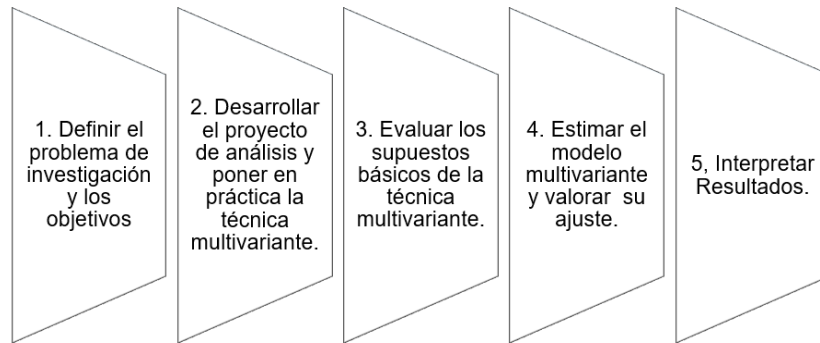 1. Definir el
problema de
investigación
y los
objetivos
2. Desarrollar
el proyecto
de análisis y
poner en
práctica la
técnica
multivariante.
3. Evaluar los
supuestos
básicos de la
técnica
multivariante.
4. Estimar el
modelo
multivariante
y valorar su
ajuste.
5, Interpretar
Resultados.